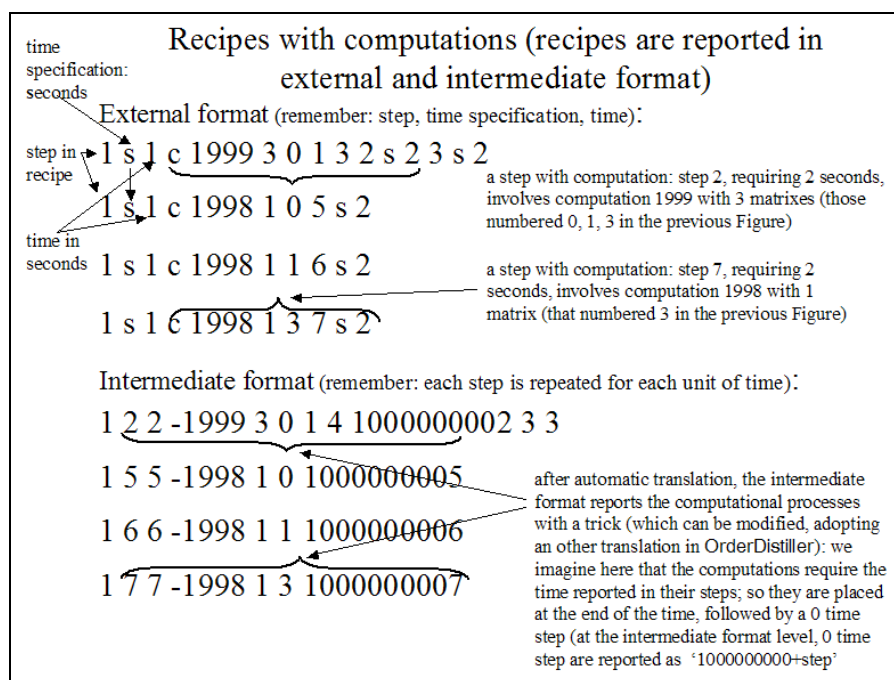 Recipes with computations (recipes are reported in
external and intermediate format)
time
specification:
seconds
External format (remember: step, time specification, time):
step in
recipe
1 s 1 c 1999 3 0 1 3 2 s 2 3 s 2
1 s 1 c 1998 1 0 5 s 2
time in
seconds
1 s 1 c 1998 1 1 6 s 2
1 s 1 c 1998 1 3 7 s 2
a step with computation: step 2, requiring 2 seconds,
involves computation 1999 with 3 matrixes (those
numbered 0, 1, 3 in the previous Figure)
a step with computation: step 7, requiring 2
seconds, involves computation 1998 with 1
matrix (that numbered 3 in the previous Figure)
Intermediate format (remember: each step is repeated for each unit of time):
1 2 2 -1999 3 0 1 4 1000000002 3 3
1 5 5 -1998 1 0 1000000005
1 6 6 -1998 1 1 1000000006
1 7 7 -1998 1 3 1000000007
after automatic translation, the intermediate
format reports the computational processes
with a trick (which can be modified, adopting
an other translation in OrderDistiller): we
imagine here that the computations require the
time reported in their steps; so they are placed
at the end of the time, followed by a 0 time
step (at the intermediate format level, 0 time
step are reported as ‘1000000000+step’